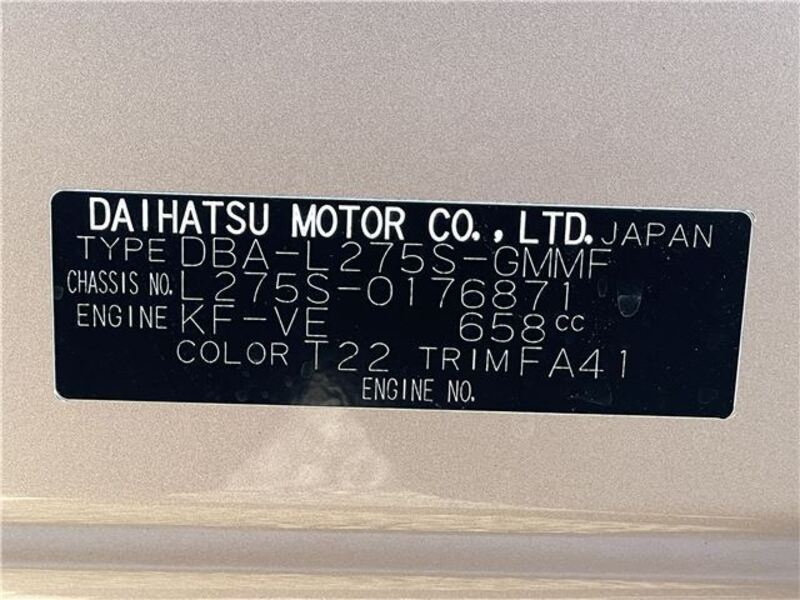 DAIHATSU MOTOR CO., LTD. JAPAN
TYPE DBA-L275S-GMMF
CHASSIS NO. L275S-0176871
ENGINE KF-VE 658cc
COLOR T22 TRIM FA41
ENGINE NO.